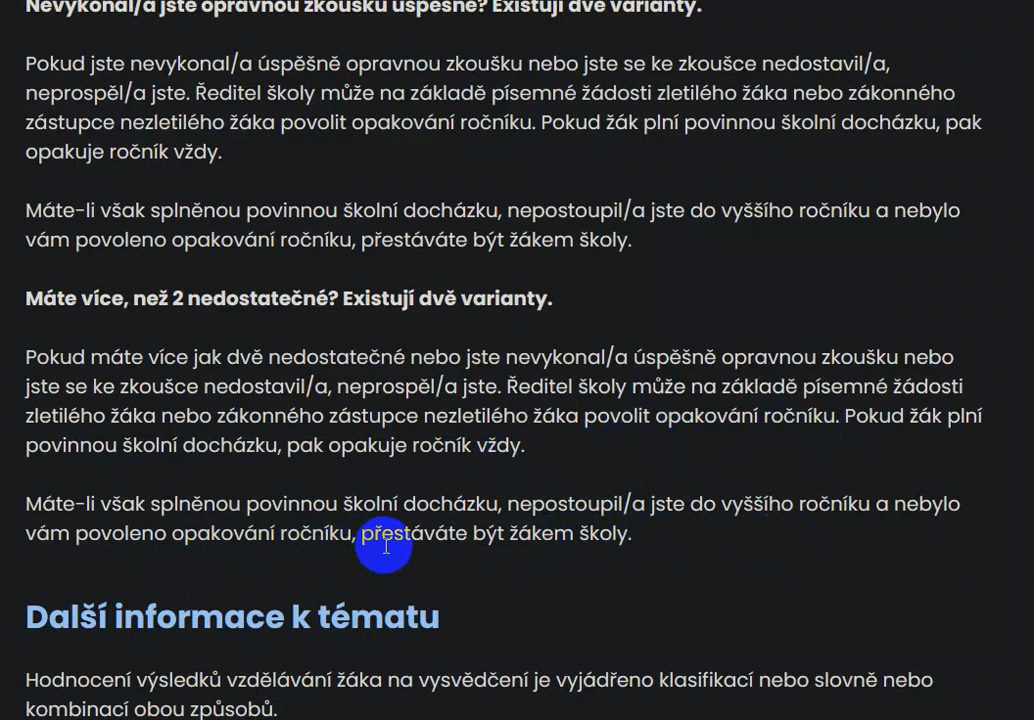 Nevykonal/a jste opravnou zkoušku úspěšně? Existují dvě varianty.
Pokud jste nevykonal/a úspěšně opravnou zkoušku nebo jste se ke zkoušce nedostavil/a,
neprospěl/a jste. Ředitel školy může na základě písemné žádosti zletilého žáka nebo zákonného
zástupce nezletilého žáka povolit opakování ročníku. Pokud žák plní povinnou školní docházku, pak
opakuje ročník vždy.
Máte-li však splněnou povinnou školní docházku, nepostoupil/a jste do vyššího ročníku a nebylo
vám povoleno opakování ročníku, přestáváte být žákem školy.
Máte více, než 2 nedostatečné? Existují dvě varianty.
Pokud máte více jak dvě nedostatečné nebo jste nevykonal/a úspěšně opravnou zkoušku nebo
jste se ke zkoušce nedostavil/a, neprospěl/a jste. Ředitel školy může na základě písemné žádosti
zletilého žáka nebo zákonného zástupce nezletilého žáka povolit opakování ročníku. Pokud žák plní
povinnou školní docházku, pak opakuje ročník vždy.
Máte-li však splněnou povinnou školní docházku, nepostoupil/a jste do vyššího ročníku a nebylo
vám povoleno opakování ročníku, přestáváte být žákem školy.
Další informace k tématu
Hodnocení výsledků vzdělávání žáka na vysvědčení je vyjádřeno klasifikací nebo slovně nebo
kombinací obou způsobů.